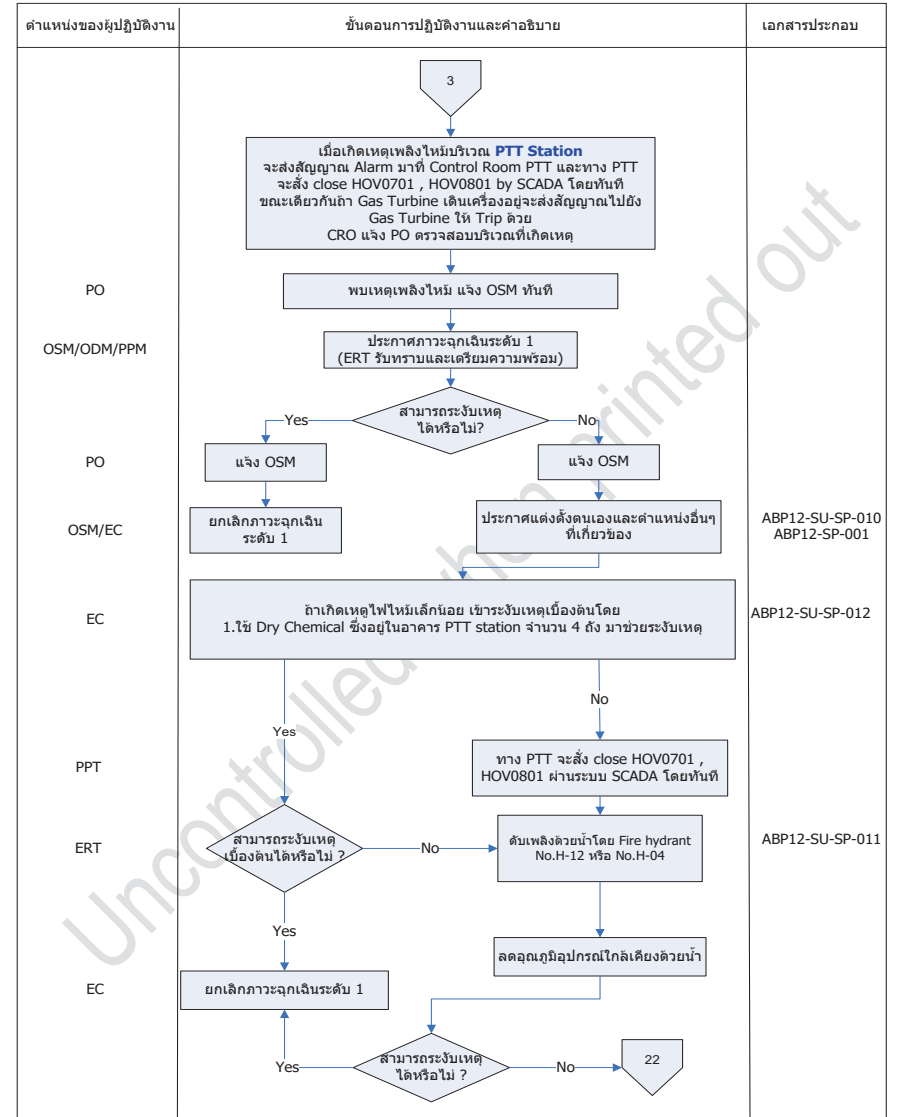 ตำแหน่งของผู้ปฏิบัติงาน
ขั้นตอนการปฏิบัติงานและคำอธิบาย
เอกสารประกอบ
3
เมื่อเกิดเหตุเพลิงไหม้บริเวณ PTT Station
จะส่งสัญญาณ Alarm มาที่ Control Room PTT และทาง PTT
จะสั่ง close HOV0701 , HOV0801 by SCADA โดยทันที
ขณะเดียวกันถ้า Gas Turbine เดินเครื่องอยู่จะส่งสัญญาณไปยัง
Gas Turbine ให้ Trip ด้วย
CRO แจ้ง PO ตรวจสอบบริเวณที่เกิดเหตุ
PO
พบเหตุเพลิงไหม้ แจ้ง OSM ทันที
OSM/ODM/PPM
ประกาศภาวะฉุกเฉินระดับ 1
(ERT รับทราบและเตรียมความพร้อม)
สามารถระงับเหตุ
ได้หรือไม่?
Yes
No
PO
แจ้ง OSM
แจ้ง OSM
OSM/EC
ยกเลิกภาวะฉุกเฉิน
ระดับ 1
ประกาศแต่งตั้งตนเองและตำแหน่งอื่นๆ
ที่เกี่ยวข้อง
ABP12-SU-SP-010
ABP12-SP-001
EC
ถ้าเกิดเหตุไฟไหม้เล็กน้อย เข้าระงับเหตุเบื้องต้นโดย
1.ใช้ Dry Chemical ซึ่งอยู่ในอาคาร PTT station จำนวน 4 ถัง มาช่วยระงับเหตุ
ABP12-SU-SP-012
No
Yes
PPT
ทาง PTT จะสั่ง close HOV0701 ,
HOV0801 ผ่านระบบ SCADA โดยทันที
ERT
สามารถระงับเหตุ
เบื้องต้นได้หรือไม่ ?
No
ดับเพลิงด้วยน้ำโดย Fire hydrant
No.H-12 หรือ No.H-04
ABP12-SU-SP-011
Yes
ลดอุณภูมิอุปกรณ์ใกล้เคียงด้วยน้ำ
EC
ยกเลิกภาวะฉุกเฉินระดับ 1
สามารถระงับเหตุ
ได้หรือไม่ ?
Yes
No
22
Uncontrolled when printed out